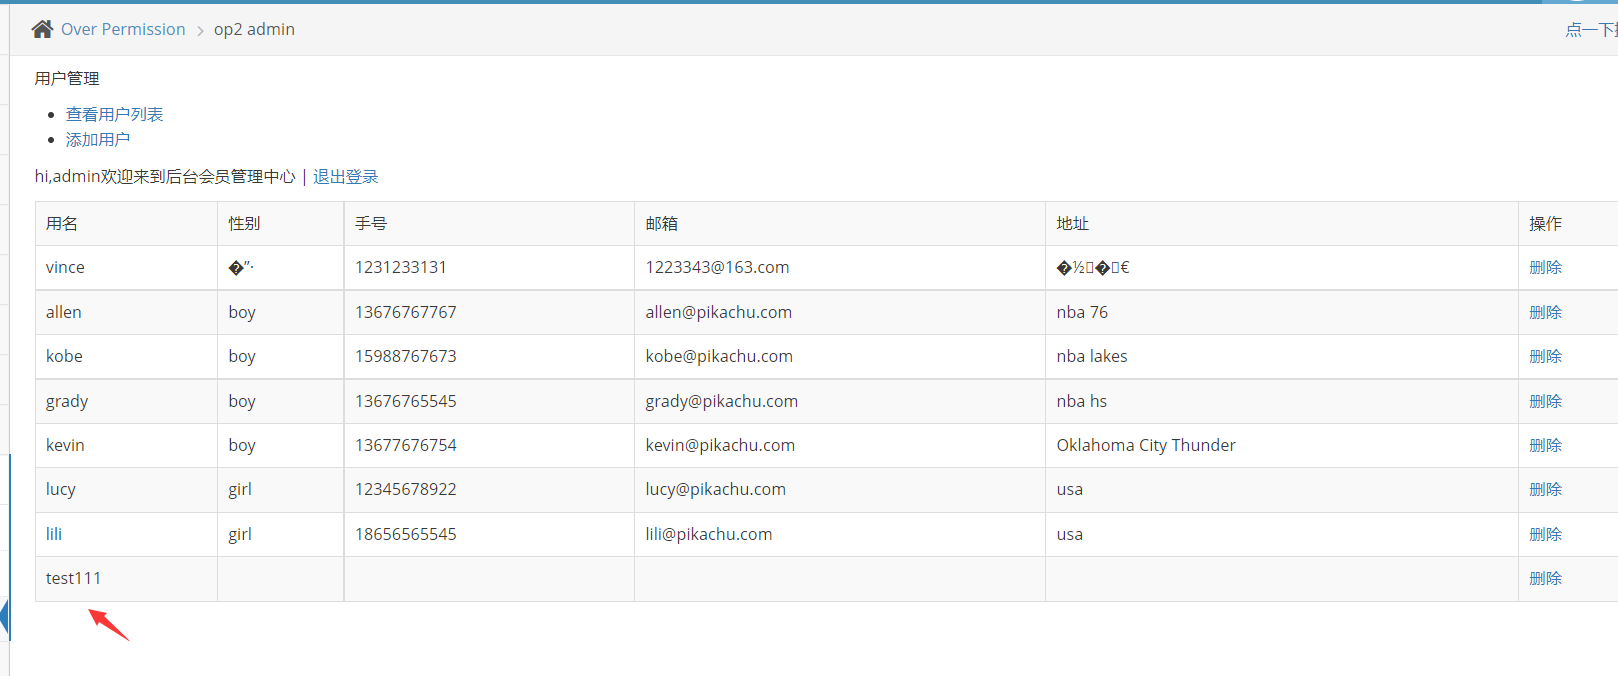 Over Permission > op2 admin 点一下
用户管理
查看用户列表
添加用户
hi,admin欢迎来到后台会员管理中心 | 退出登录
用名 性别 手号 邮箱 地址 操作
vince �”· 1231233131 1223343@163.com �½�€ 删除
allen boy 13676767767 allen@pikachu.com nba 76 删除
kobe boy 15988767673 kobe@pikachu.com nba lakes 删除
grady boy 13676765545 grady@pikachu.com nba hs 删除
kevin boy 13677676754 kevin@pikachu.com Oklahoma City Thunder 删除
lucy girl 12345678922 lucy@pikachu.com usa 删除
lili girl 18656565545 lili@pikachu.com usa 删除
test111 删除